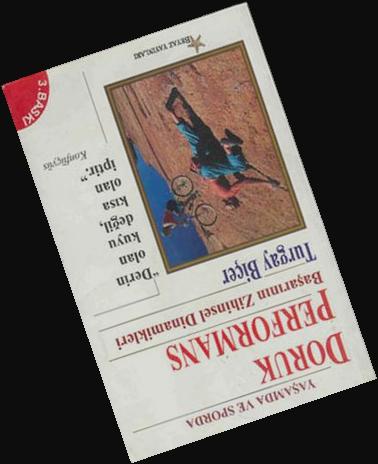 YAŞAMDA VE SPORDA
DORUK
PERFORMANS
Başarının Zihinsel Dinamikleri
Turgay Biçer
"Derin
olan
kuyu
değil,
kısa
olan
iptir."
Konfüçyüs
3. BASKI
BEYAZ YAYINLARI